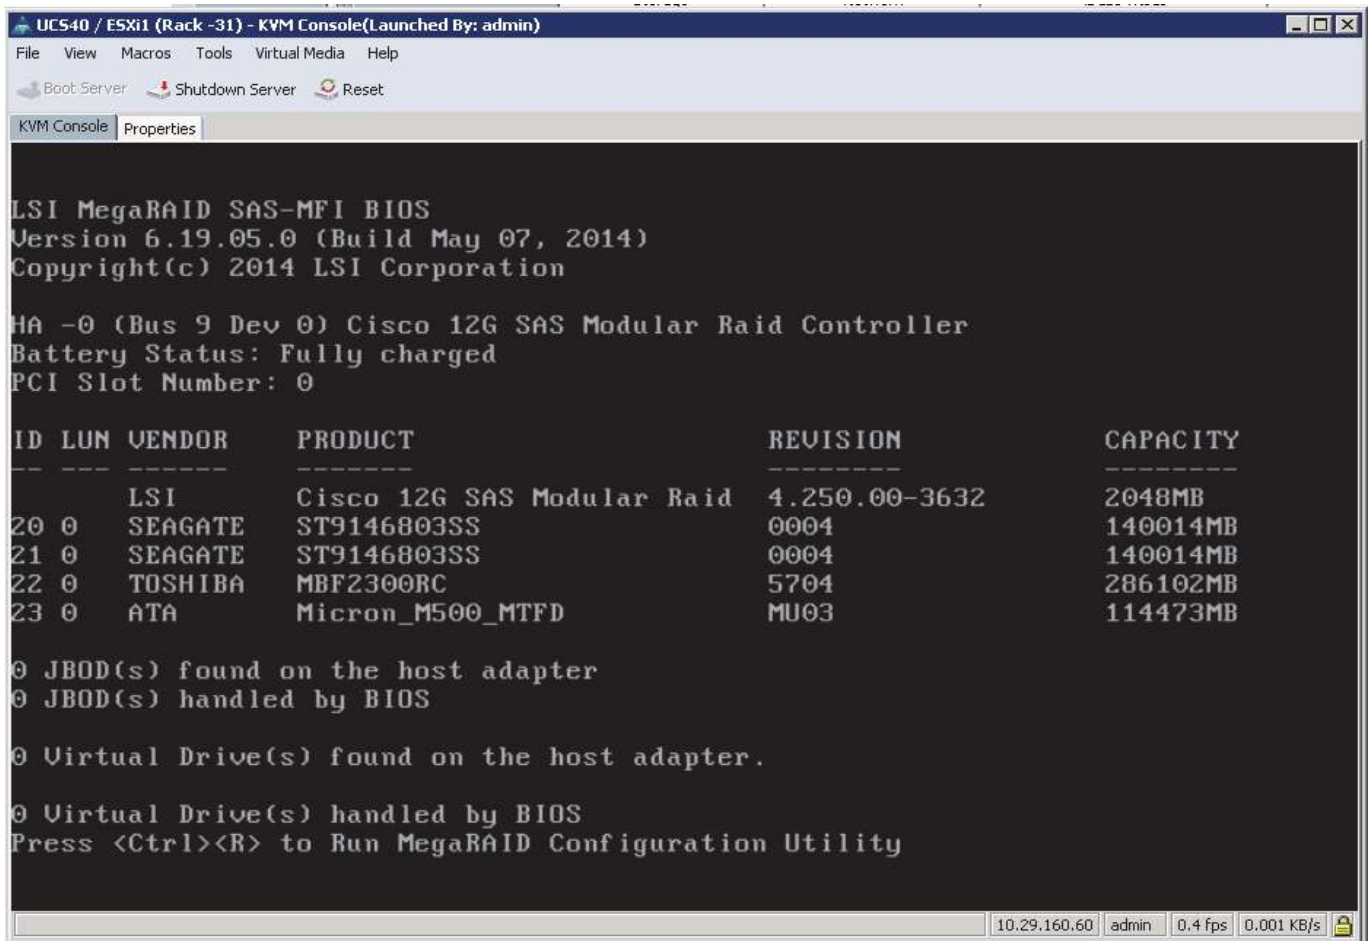 UCS40 / ESXi1 (Rack -31) - KVM Console(Launched By: admin)
File View Macros Tools Virtual Media Help
Boot Server Shutdown Server Reset
KVM Console Properties
LSI MegaRAID SAS-MFI BIOS
Version 6.19.05.0 (Build May 07, 2014)
Copyright(c) 2014 LSI Corporation
HA -0 (Bus 9 Dev 0) Cisco 12G SAS Modular Raid Controller
Battery Status: Fully charged
PCI Slot Number: 0
ID LUN VENDOR PRODUCT REVISION CAPACITY
-- --- ------ ------- -------- --------
LSI Cisco 12G SAS Modular Raid 4.250.00-3632 2048MB
20 0 SEAGATE ST9146803SS 0004 140014MB
21 0 SEAGATE ST9146803SS 0004 140014MB
22 0 TOSHIBA MBF2300RC 5704 286102MB
23 0 ATA Micron_M500_MTFD MU03 114473MB
0 JBOD(s) found on the host adapter
0 JBOD(s) handled by BIOS
0 Virtual Drive(s) found on the host adapter.
0 Virtual Drive(s) handled by BIOS
Press <Ctrl><R> to Run MegaRAID Configuration Utility
10.29.160.60 admin 0.4 fps 0.001 KB/s